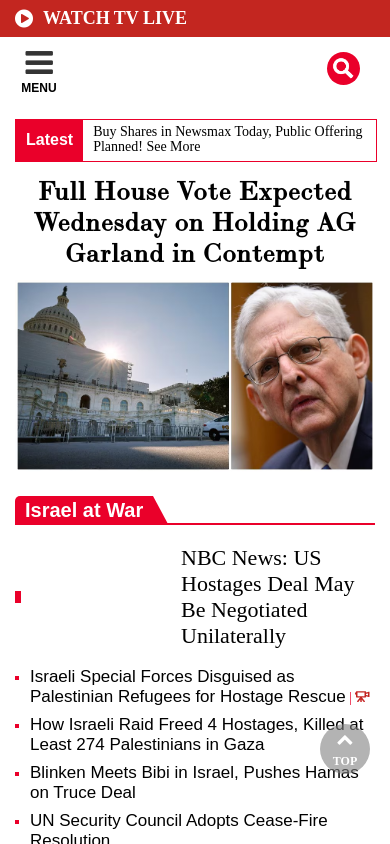 WATCH TV LIVE
MENU
Latest
Buy Shares in Newsmax Today, Public Offering
Planned! See More
Full House Vote Expected
Wednesday on Holding AG
Garland in Contempt
Israel at War
NBC News: US
Hostages Deal May
Be Negotiated
Unilaterally
Israeli Special Forces Disguised as
Palestinian Refugees for Hostage Rescue |
How Israeli Raid Freed 4 Hostages, Killed at
Least 274 Palestinians in Gaza
Blinken Meets Bibi in Israel, Pushes Hamas
on Truce Deal
TOP
UN Security Council Adopts Cease-Fire
Resolution